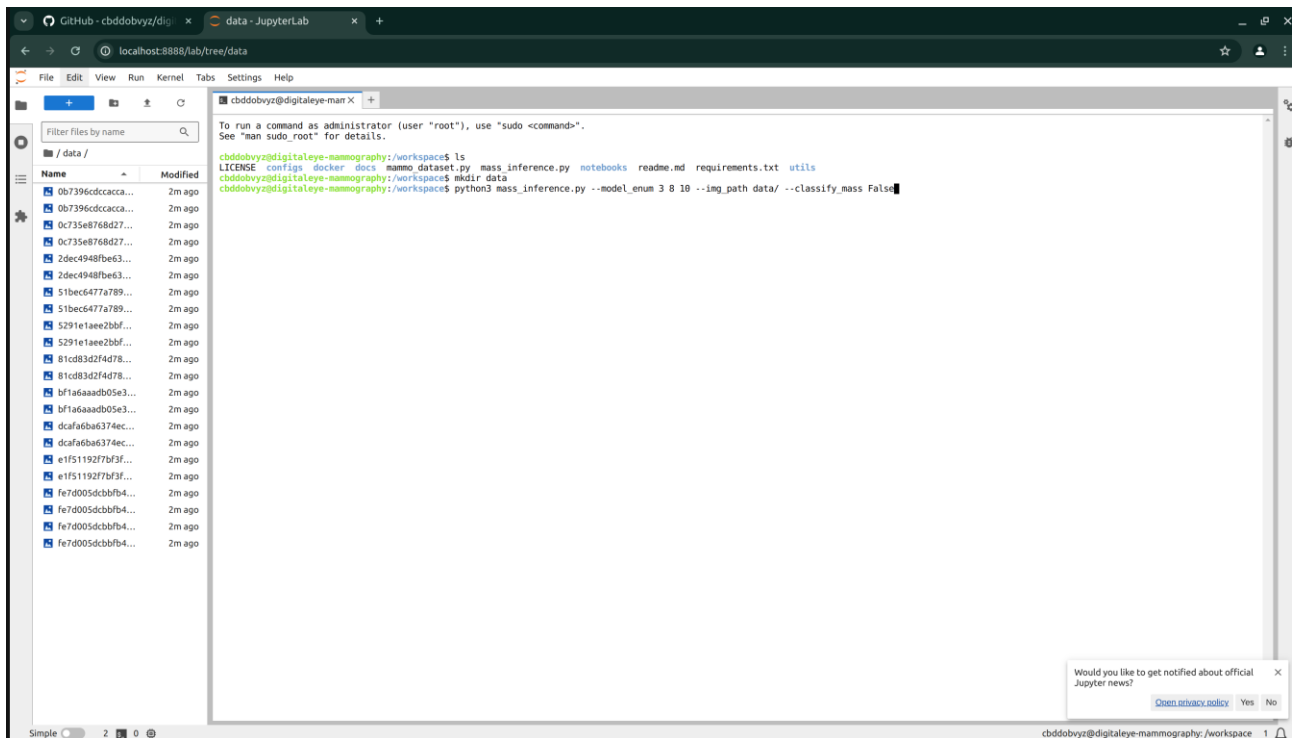 GitHub - cbddobvyz/digi
data - JupyterLab
localhost:8888/lab/tree/data
File Edit View Run Kernel Tabs Settings Help
Filter files by name
/ data /
Name Modified
0b7396cdccacca... 2m ago
0b7396cdccacca... 2m ago
0c735e8768d27... 2m ago
0c735e8768d27... 2m ago
2dec4948fbe63... 2m ago
2dec4948fbe63... 2m ago
51bec6477a789... 2m ago
51bec6477a789... 2m ago
5291e1aee2bbf... 2m ago
5291e1aee2bbf... 2m ago
81cd83d2f4d78... 2m ago
81cd83d2f4d78... 2m ago
bf1a6aaadb05e3... 2m ago
bf1a6aaadb05e3... 2m ago
dcafa6ba6374ec... 2m ago
dcafa6ba6374ec... 2m ago
e1f51192f7bf3f... 2m ago
e1f51192f7bf3f... 2m ago
fe7d005dcbbfb4... 2m ago
fe7d005dcbbfb4... 2m ago
fe7d005dcbbfb4... 2m ago
fe7d005dcbbfb4... 2m ago
cbddobvyz@digitaleye-mam
To run a command as administrator (user "root"), use "sudo <command>".
See "man sudo_root" for details.
cbddobvyz@digitaleye-mammography:/workspace$ ls
LICENSE configs docker docs mammo_dataset.py mass_inference.py notebooks readme.md requirements.txt utils
cbddobvyz@digitaleye-mammography:/workspace$ mkdir data
cbddobvyz@digitaleye-mammography:/workspace$ python3 mass_inference.py --model_enum 3 8 10 --img_path data/ --classify_mass False
Would you like to get notified about official
Jupyter news?
Open privacy policy Yes No
Simple 2 0
cbddobvyz@digitaleye-mammography: /workspace 1